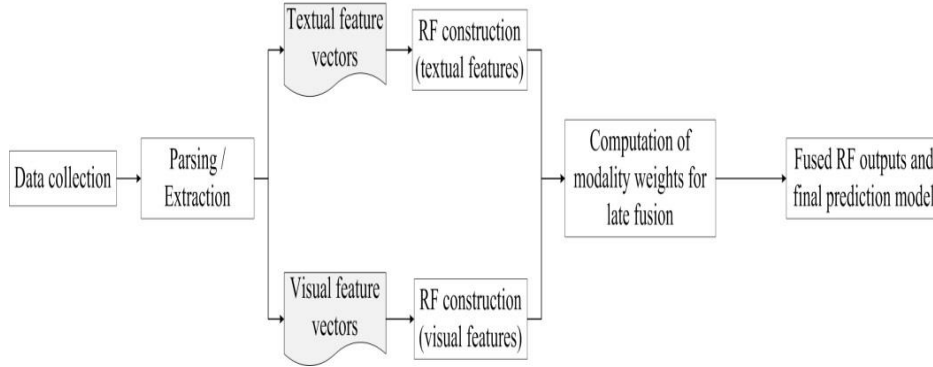 Data collection
Parsing /
Extraction
Textual feature
vectors
RF construction
(textual features)
Visual feature
vectors
RF construction
(visual features)
Computation of
modality weights for
late fusion
Fused RF outputs and
final prediction model